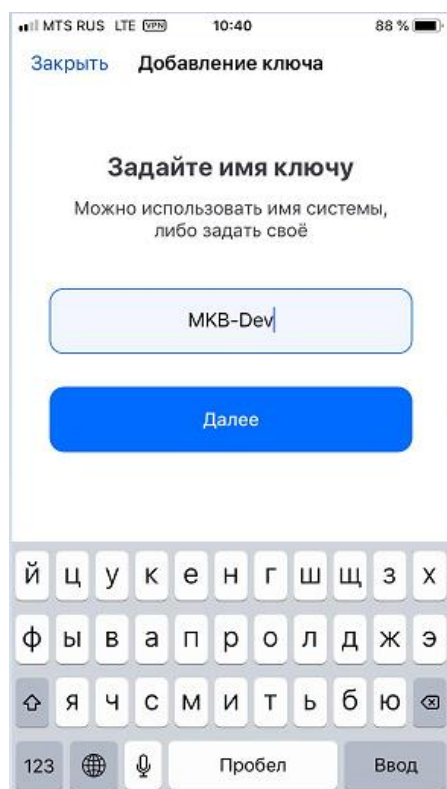 MTS RUS LTE VPN 10:40 88 %
Закрыть Добавление ключа
Задайте имя ключу
Можно использовать имя системы,
либо задать своё
MKB-Dev
Далее
й ц у к е н г ш щ з х
ф ы в а п р о л д ж э
я ч с м и т ь б ю
123 Пробел Ввод